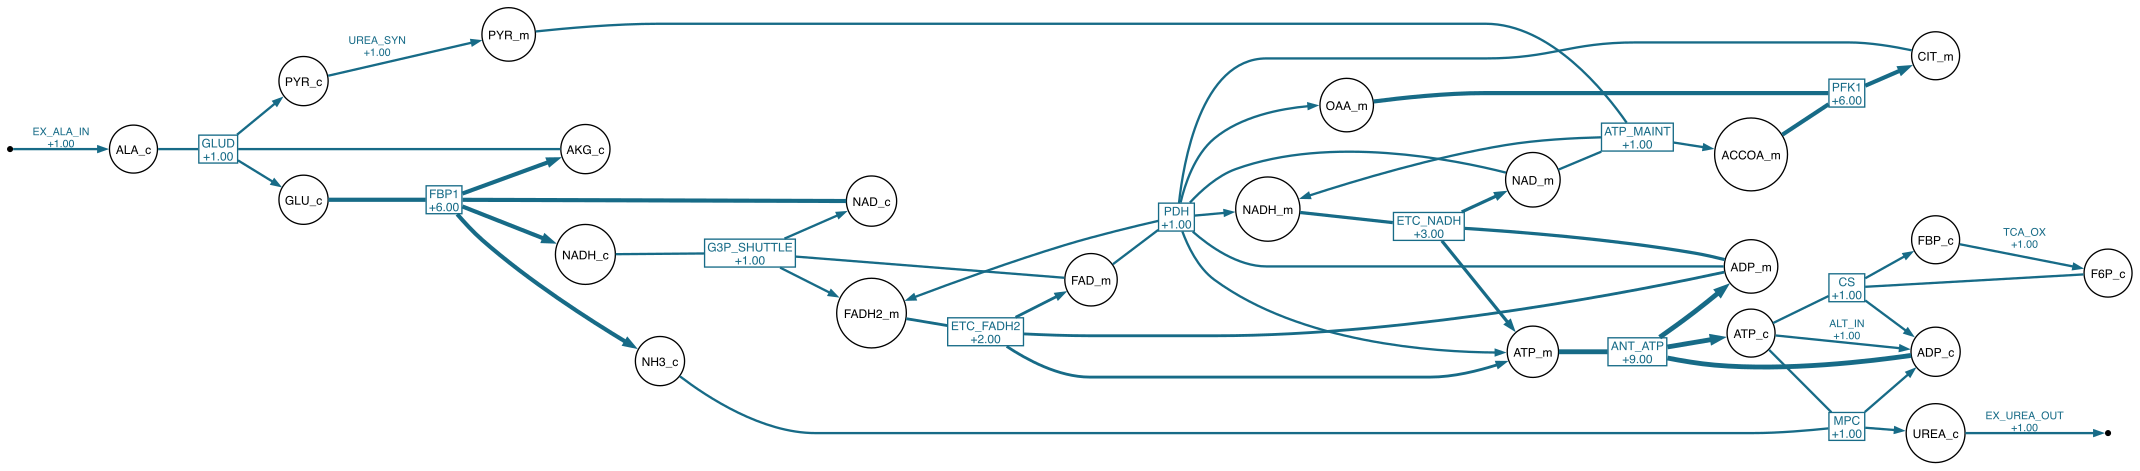 EX_ALA_IN
+1.00
ALA_c
GLUD
+1.00
PYR_c
GLU_c
UREA_SYN
+1.00
PYR_m
FBP1
+6.00
AKG_c
NADH_c
NH3_c
G3P_SHUTTLE
+1.00
NAD_c
FADH2_m
ETC_FADH2
+2.00
FAD_m
PDH
+1.00
NADH_m
OAA_m
ETC_NADH
+3.00
NAD_m
ATP_m
ATP_MAINT
+1.00
ANT_ATP
+9.00
ACCOA_m
ADP_m
ATP_c
PFK1
+6.00
CIT_m
CS
+1.00
ALT_IN
+1.00
MPC
+1.00
FBP_c
ADP_c
UREA_c
TCA_OX
+1.00
F6P_c
EX_UREA_OUT
+1.00